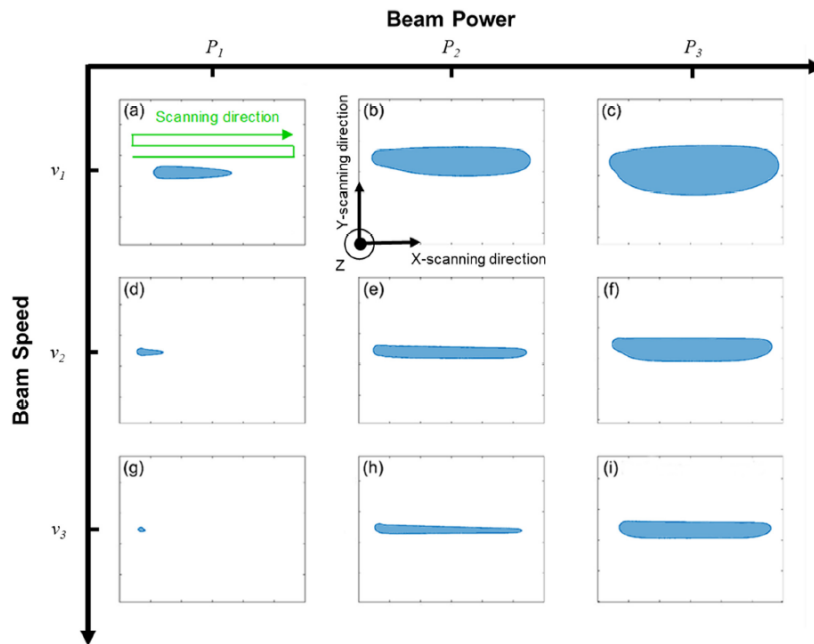 Beam Power
P1
P2
P3
(a)
Scanning direction
(b)
(c)
v1
Y-scanning direction
X-scanning direction
Z
(d)
(e)
(f)
Beam Speed
v2
(g)
(h)
(i)
v3